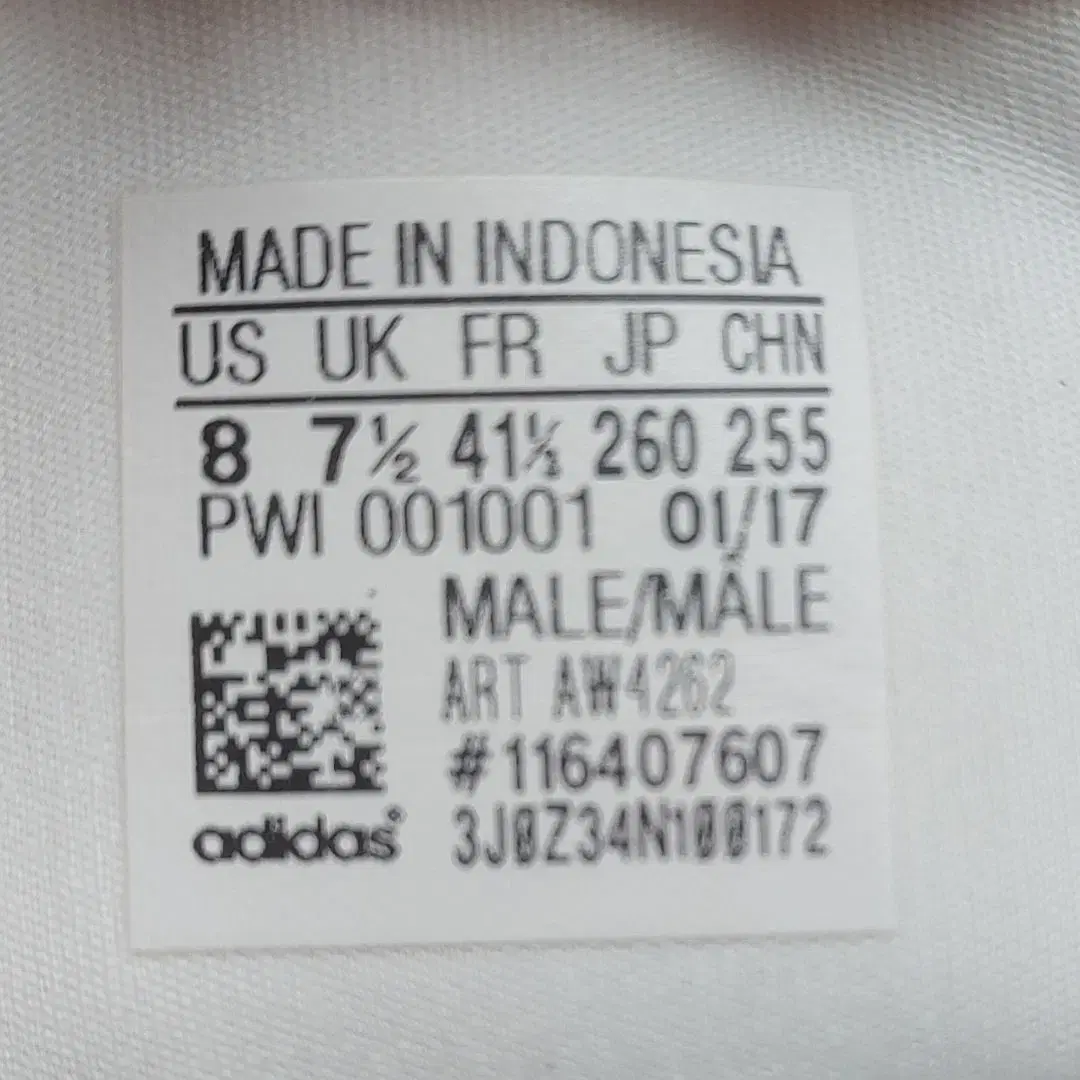 MADE IN INDONESIA
US UK FR JP CHN
8 7½ 41⅓ 260 255
PWI 001001 01/17
MALE/MÂLE
ART AW4262
#116407607
adidas® 3J0Z34N100172